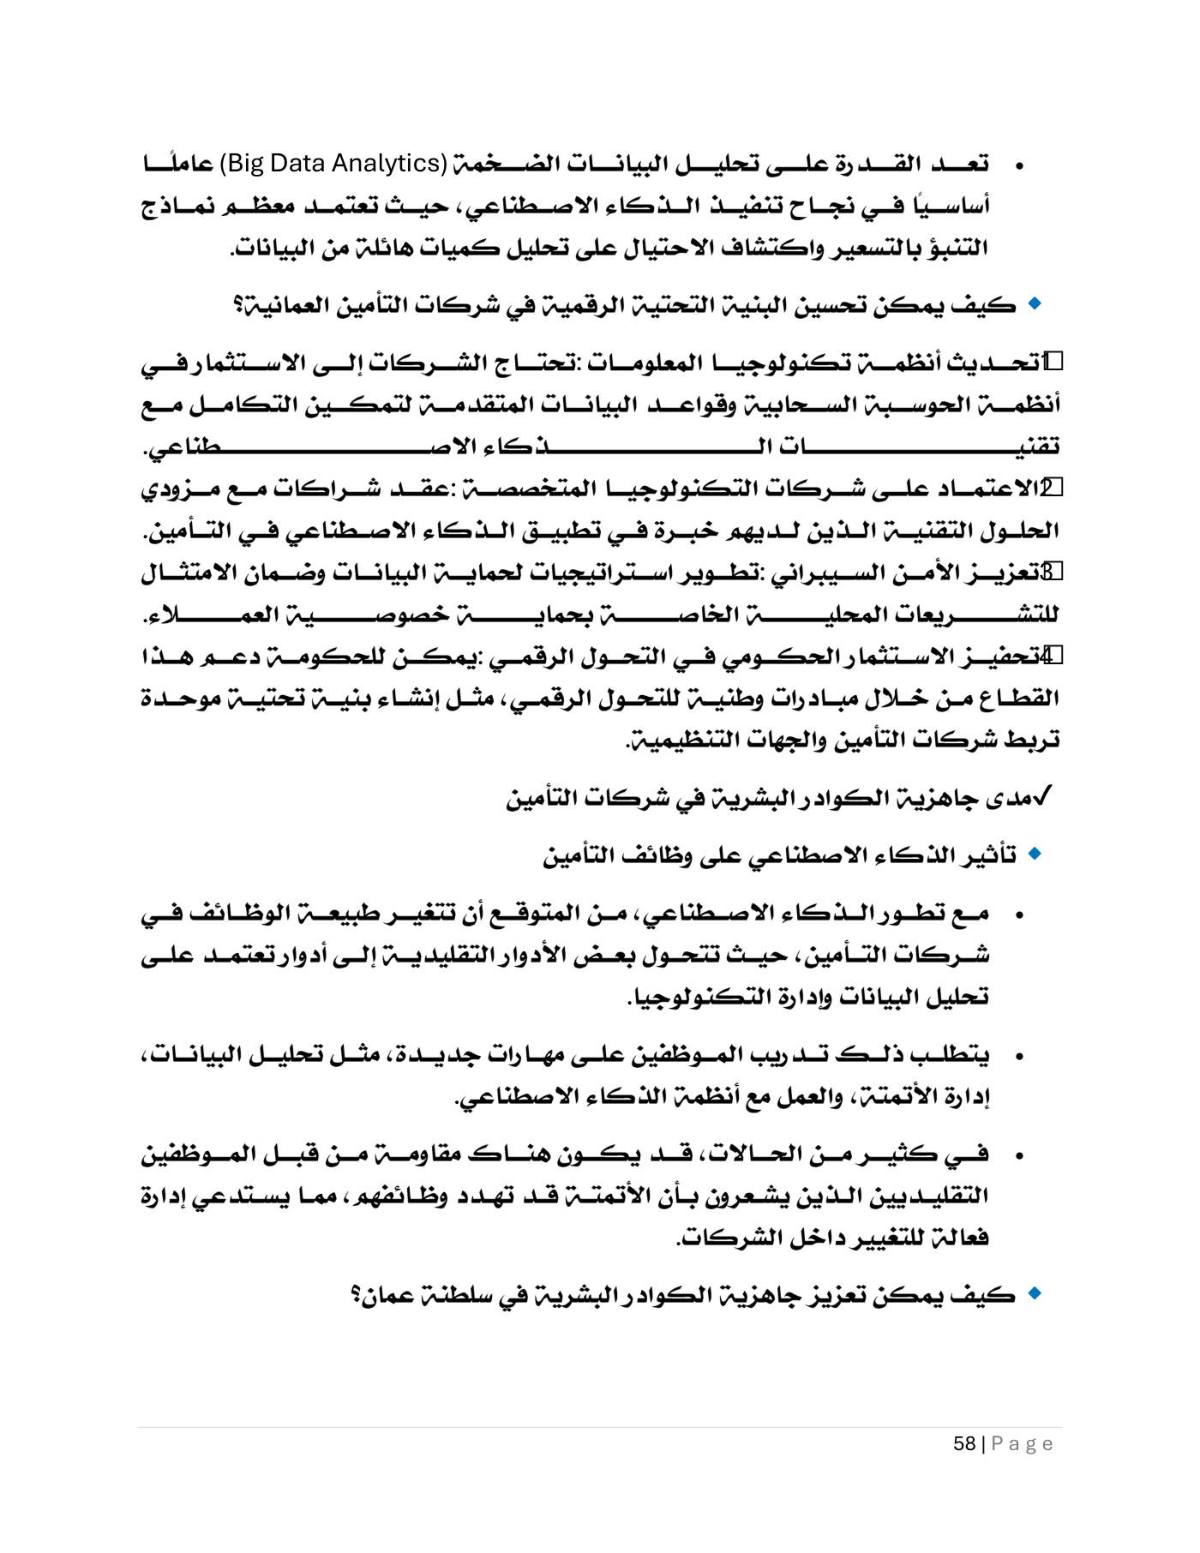 • تعد القدرة على تحليل البيانات الضخمة (Big Data Analytics) عاملًا
أساسيًا في نجاح تنفيذ الذكاء الاصطناعي، حيث تعتمد معظم نماذج
التنبؤ بالتسعير واكتشاف الاحتيال على تحليل كميات هائلة من البيانات.
🔹 كيف يمكن تحسين البنية التحتية الرقمية في شركات التأمين العمانية؟
1تحديث أنظمة تكنولوجيا المعلومات :تحتاج الشركات إلى الاستثمار في
أنظمة الحوسبة السحابية وقواعد البيانات المتقدمة لتمكين التكامل مع
تقنيات الذكاء الاصطناعي.
2الاعتماد على شركات التكنولوجيا المتخصصة :عقد شراكات مع مزودي
الحلول التقنية الذين لديهم خبرة في تطبيق الذكاء الاصطناعي في التأمين.
3تعزيز الأمن السيبراني :تطوير استراتيجيات لحماية البيانات وضمان الامتثال
للتشريعات المحلية الخاصة بحماية خصوصية العملاء.
4تحفيز الاستثمار الحكومي في التحول الرقمي :يمكن للحكومة دعم هذا
القطاع من خلال مبادرات وطنية للتحول الرقمي، مثل إنشاء بنية تحتية موحدة
تربط شركات التأمين والجهات التنظيمية.
✓مدى جاهزية الكوادر البشرية في شركات التأمين
🔹 تأثير الذكاء الاصطناعي على وظائف التأمين
• مع تطور الذكاء الاصطناعي، من المتوقع أن تتغير طبيعة الوظائف في
شركات التأمين، حيث تتحول بعض الأدوار التقليدية إلى أدوار تعتمد على
تحليل البيانات وإدارة التكنولوجيا.
• يتطلب ذلك تدريب الموظفين على مهارات جديدة، مثل تحليل البيانات،
إدارة الأتمتة، والعمل مع أنظمة الذكاء الاصطناعي.
• في كثير من الحالات، قد يكون هناك مقاومة من قبل الموظفين
التقليديين الذين يشعرون بأن الأتمتة قد تهدد وظائفهم، مما يستدعي إدارة
فعالة للتغيير داخل الشركات.
🔹 كيف يمكن تعزيز جاهزية الكوادر البشرية في سلطنة عمان؟
58 | Page